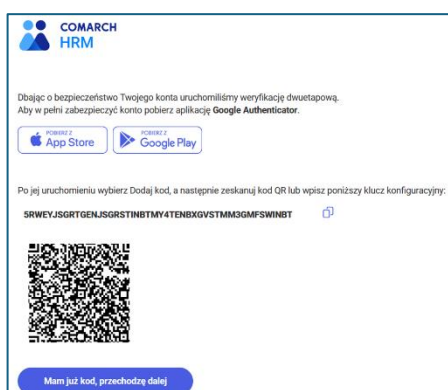 COMARCH
HRM
Dbając o bezpieczeństwo Twojego konta uruchomiliśmy weryfikację dwuetapową.
Aby w pełni zabezpieczyć konto pobierz aplikację Google Authenticator.
POBIERZ Z
App Store
POBIERZ Z
Google Play
Po jej uruchomieniu wybierz Dodaj kod, a następnie zeskanuj kod QR lub wpisz poniższy klucz konfiguracyjny:
5RWEYJSGRTGENJSGRSTINBTMY4TENBXGVSTMM3GMFSWINBT
Mam już kod, przechodzę dalej